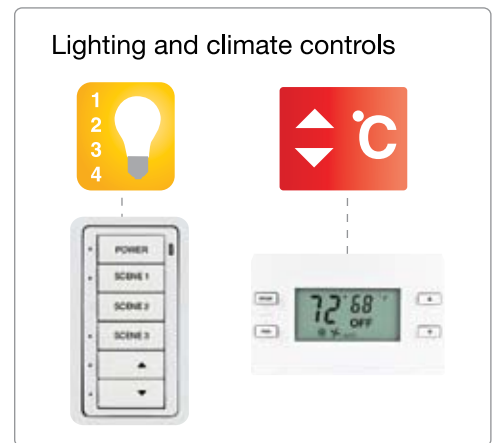 Lighting and climate controls
1
2
3
4
°C
POWER
SCENE 1
SCENE 2
SCENE 3
72° 68° F
OFF